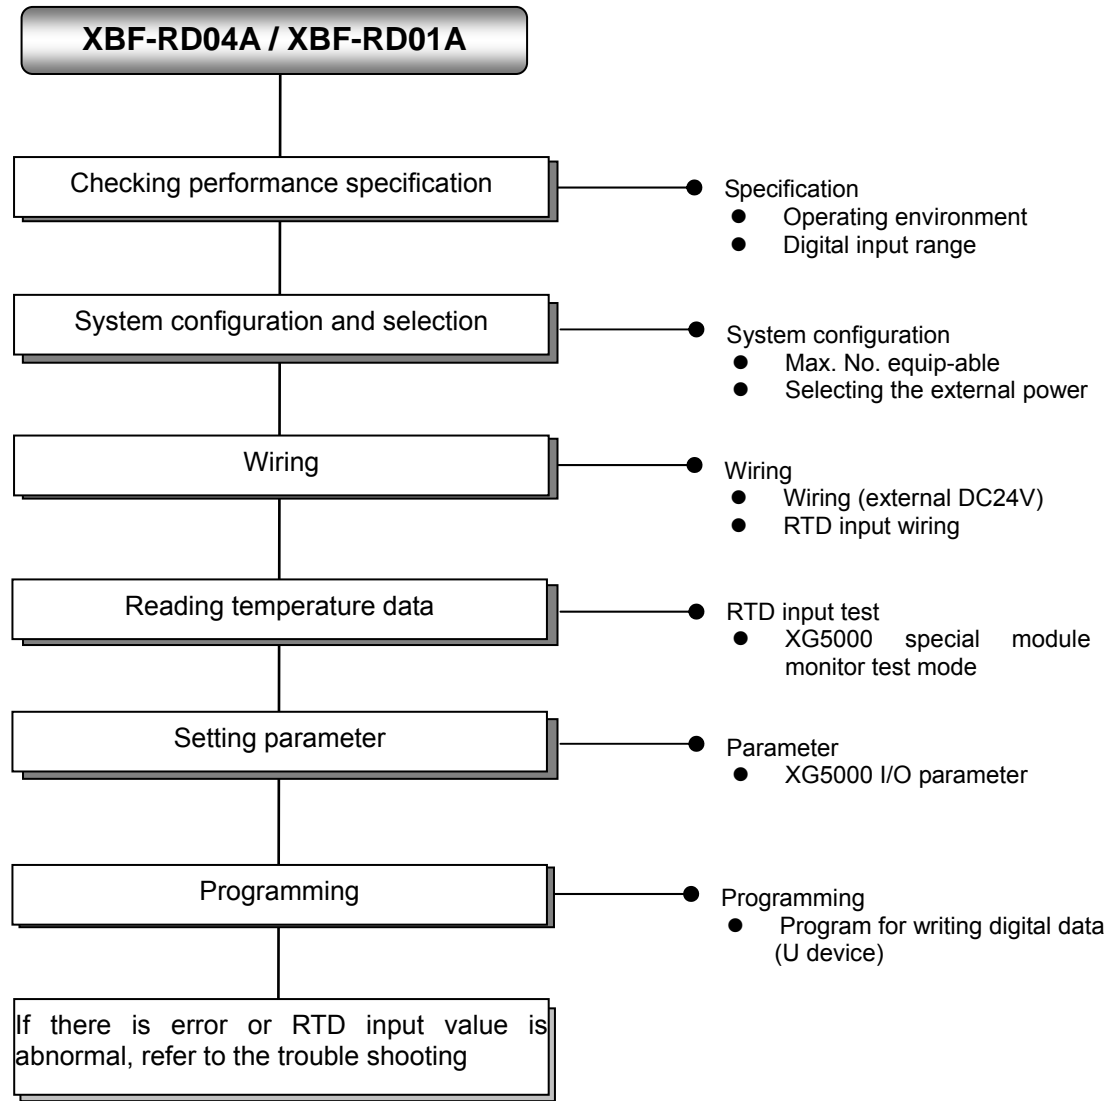 XBF-RD04A / XBF-RD01A
Checking performance specification
● Specification
● Operating environment
● Digital input range
System configuration and selection
● System configuration
● Max. No. equip-able
● Selecting the external power
Wiring
● Wiring
● Wiring (external DC24V)
● RTD input wiring
Reading temperature data
● RTD input test
● XG5000 special module
monitor test mode
Setting parameter
● Parameter
● XG5000 I/O parameter
Programming
● Programming
● Program for writing digital data
(U device)
If there is error or RTD input value is
abnormal, refer to the trouble shooting